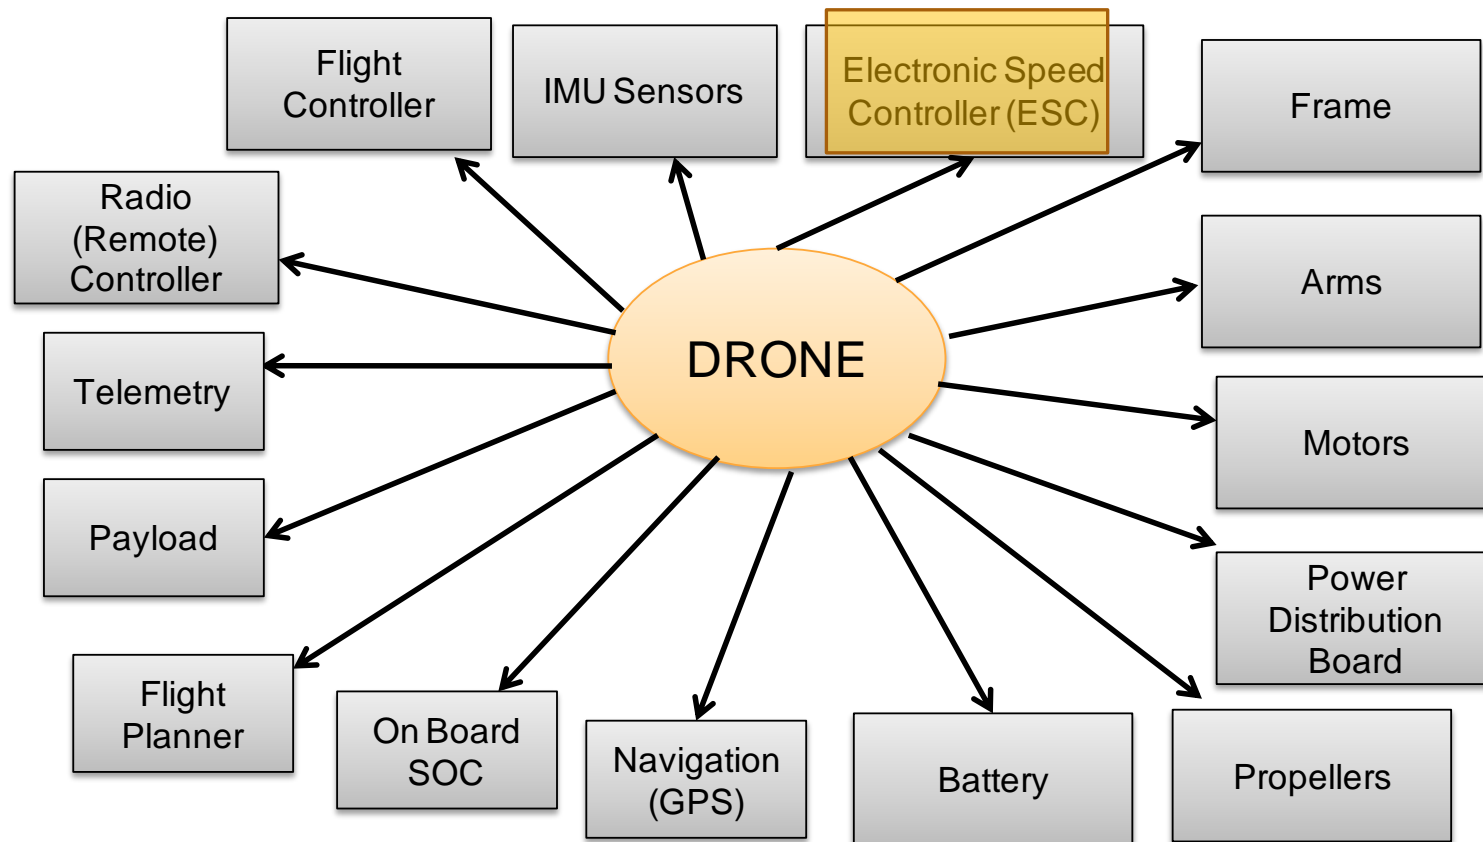 Flight
Controller
IMU Sensors
Electronic Speed
Controller (ESC)
Frame
Radio
(Remote)
Controller
Arms
DRONE
Telemetry
Motors
Payload
Power
Distribution
Board
Flight
Planner
On Board
SOC
Navigation
(GPS)
Battery
Propellers